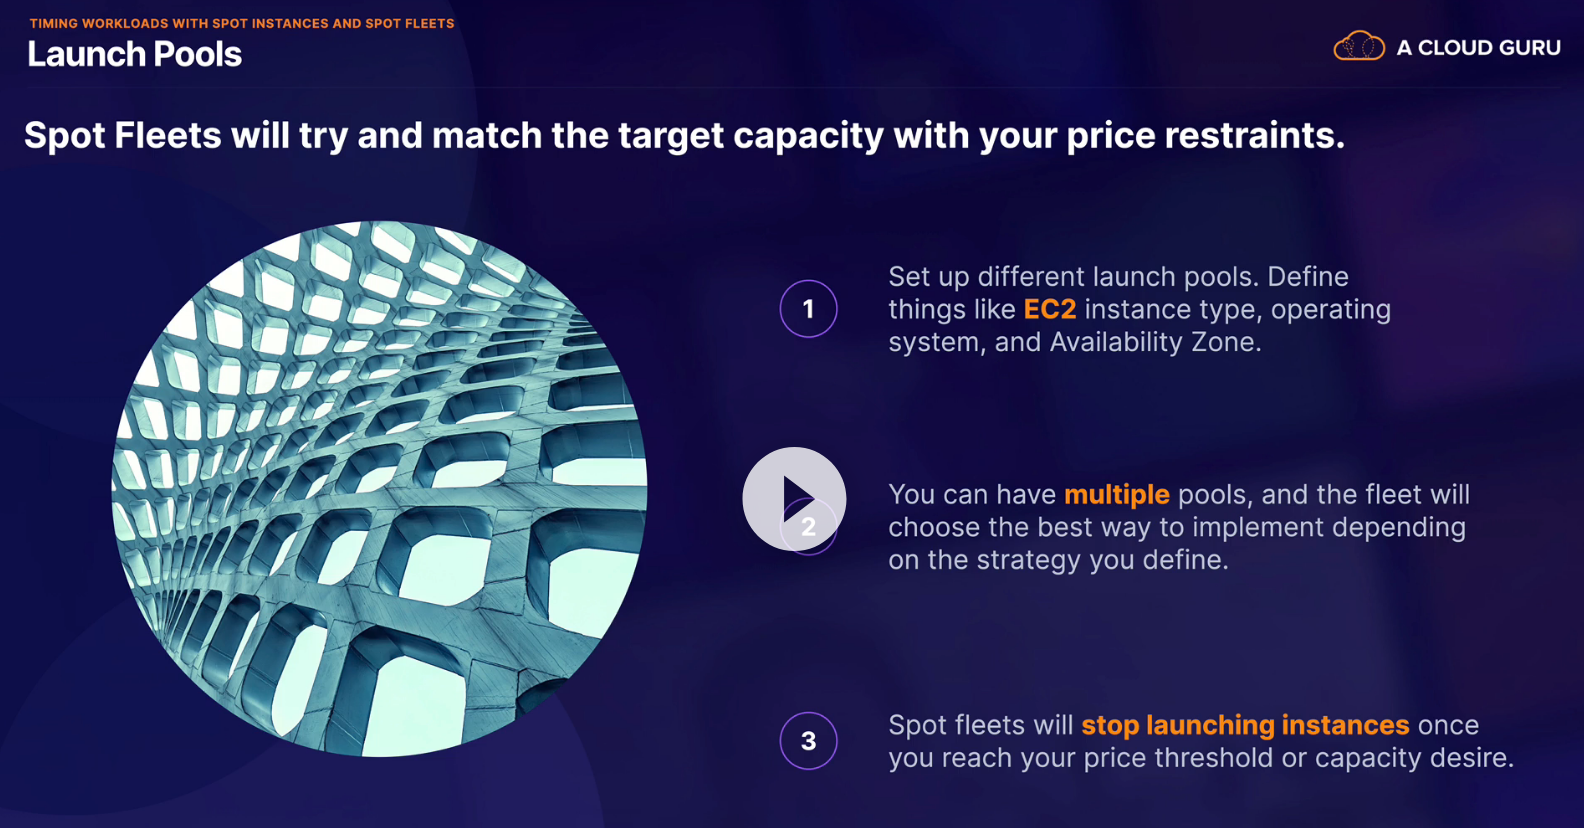 TIMING WORKLOADS WITH SPOT INSTANCES AND SPOT FLEETS
Launch Pools
A CLOUD GURU
Spot Fleets will try and match the target capacity with your price restraints.
1
Set up different launch pools. Define
things like EC2 instance type, operating
system, and Availability Zone.
2
You can have multiple pools, and the fleet will
choose the best way to implement depending
on the strategy you define.
3
Spot fleets will stop launching instances once
you reach your price threshold or capacity desire.